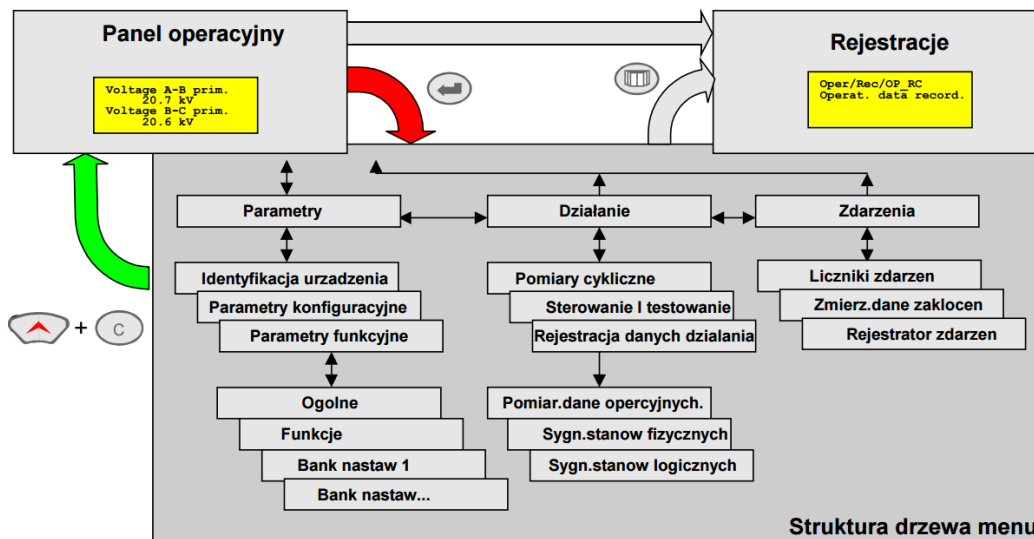 Panel operacyjny
Voltage A-B prim.
20.7 kV
Voltage B-C prim.
20.6 kV
Rejestracje
Oper/Rec/OP_RC
Operat. data record.
Parametry
Działanie
Zdarzenia
Identyfikacja urzadzenia
Parametry konfiguracyjne
Parametry funkcyjne
Pomiary cykliczne
Sterowanie I testowanie
Rejestracja danych dzialania
Liczniki zdarzen
Zmierz.dane zaklocen
Rejestrator zdarzen
+ C
Ogolne
Funkcje
Bank nastaw 1
Bank nastaw...
Pomiar.dane opercyjnych.
Sygn.stanow fizycznych
Sygn.stanow logicznych
Struktura drzewa menu